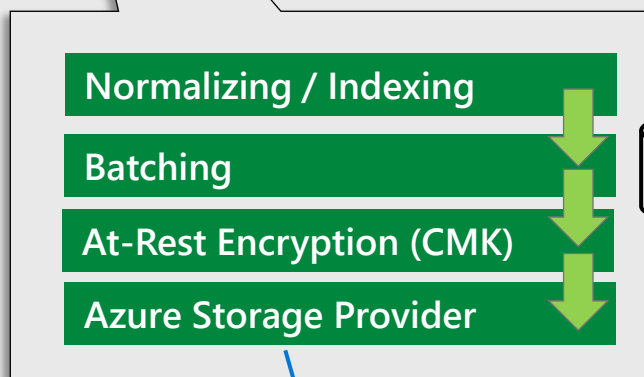 Normalizing / Indexing
Batching
At-Rest Encryption (CMK)
Azure Storage Provider